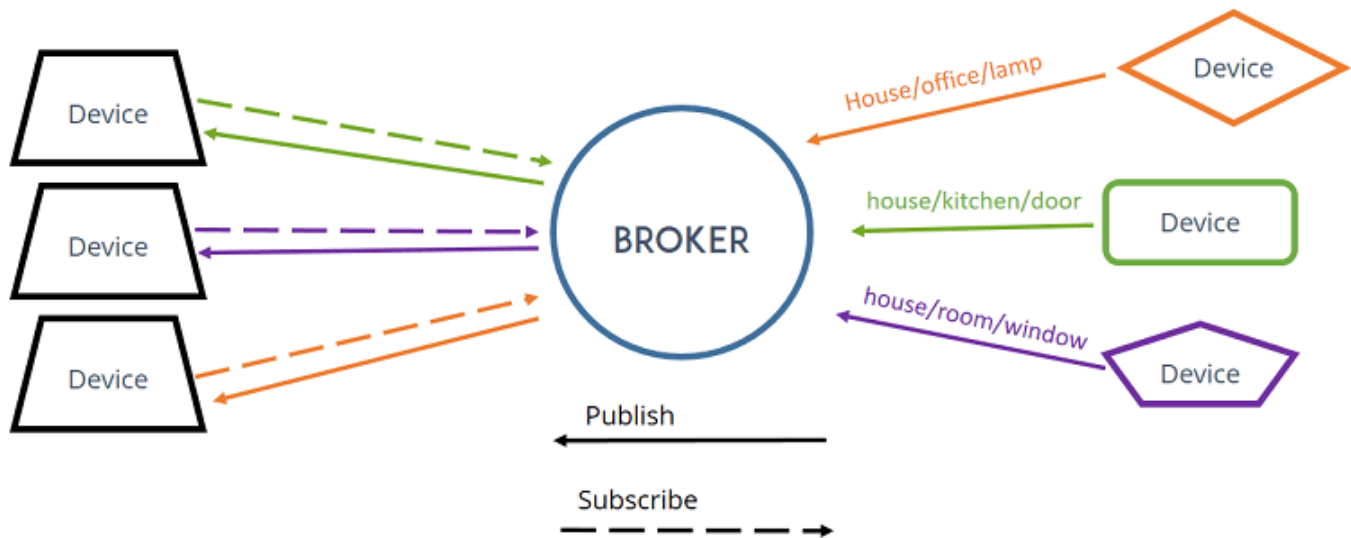 Device
Device
Device
BROKER
House/office/lamp
house/kitchen/door
house/room/window
Device
Device
Device
Publish
Subscribe